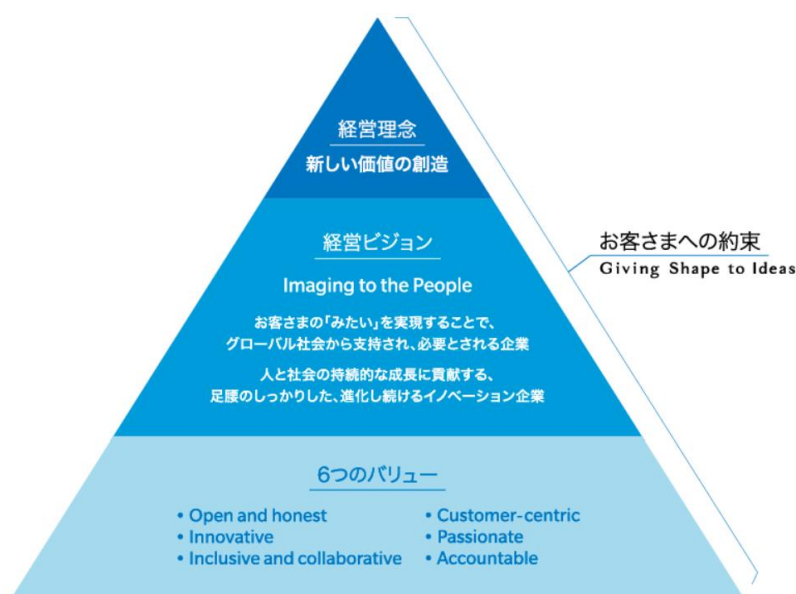 経営理念
新しい価値の創造
経営ビジョン
Imaging to the People
お客さまの「みたい」を実現することで、
グローバル社会から支持され、必要とされる企業
人と社会の持続的な成長に貢献する、
足腰のしっかりした、進化し続けるイノベーション企業
お客さまへの約束
Giving Shape to Ideas
6つのバリュー
• Open and honest
• Innovative
• Inclusive and collaborative
• Customer-centric
• Passionate
• Accountable